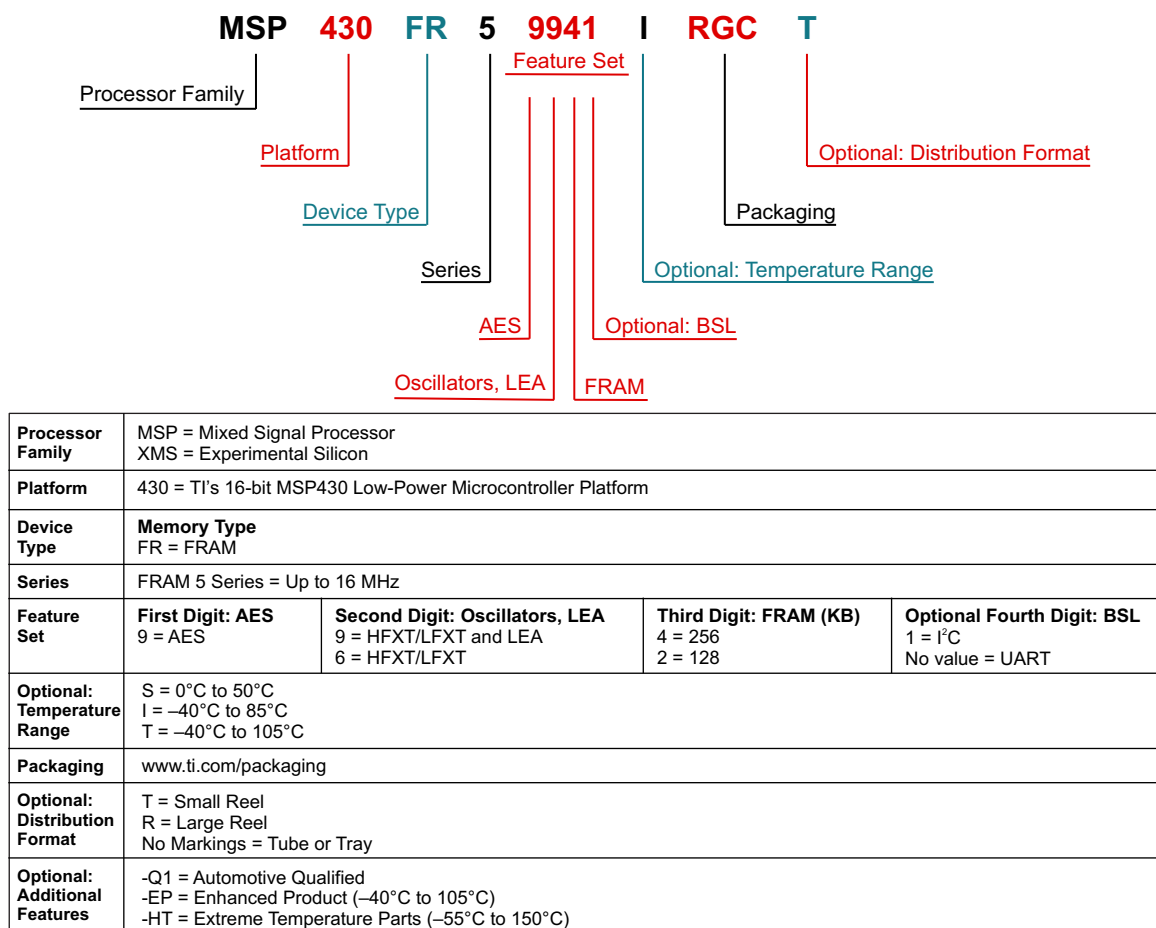 MSP 430 FR 5 9941 I RGC T
Feature Set
Processor Family
Platform
Optional: Distribution Format
Device Type
Packaging
Series
Optional: Temperature Range
AES
Optional: BSL
Oscillators, LEA
FRAM
Processor Family
MSP = Mixed Signal Processor
XMS = Experimental Silicon
Platform
430 = TI's 16-bit MSP430 Low-Power Microcontroller Platform
Device Type
Memory Type
FR = FRAM
Series
FRAM 5 Series = Up to 16 MHz
Feature Set
First Digit: AES
9 = AES
Second Digit: Oscillators, LEA
9 = HFXT/LFXT and LEA
6 = HFXT/LFXT
Third Digit: FRAM (KB)
4 = 256
2 = 128
Optional Fourth Digit: BSL
1 = I²C
No value = UART
Optional: Temperature Range
S = 0°C to 50°C
I = –40°C to 85°C
T = –40°C to 105°C
Packaging
www.ti.com/packaging
Optional: Distribution Format
T = Small Reel
R = Large Reel
No Markings = Tube or Tray
Optional: Additional Features
-Q1 = Automotive Qualified
-EP = Enhanced Product (–40°C to 105°C)
-HT = Extreme Temperature Parts (–55°C to 150°C)